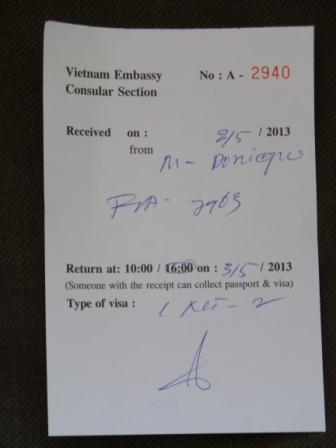 Vietnam Embassy No : A - 2940
Consular Section
Received on : 2/5 / 2013
from
Return at: 10:00 / 16:00 on : 3/5 / 2013
(Someone with the receipt can collect passport & visa)
Type of visa :